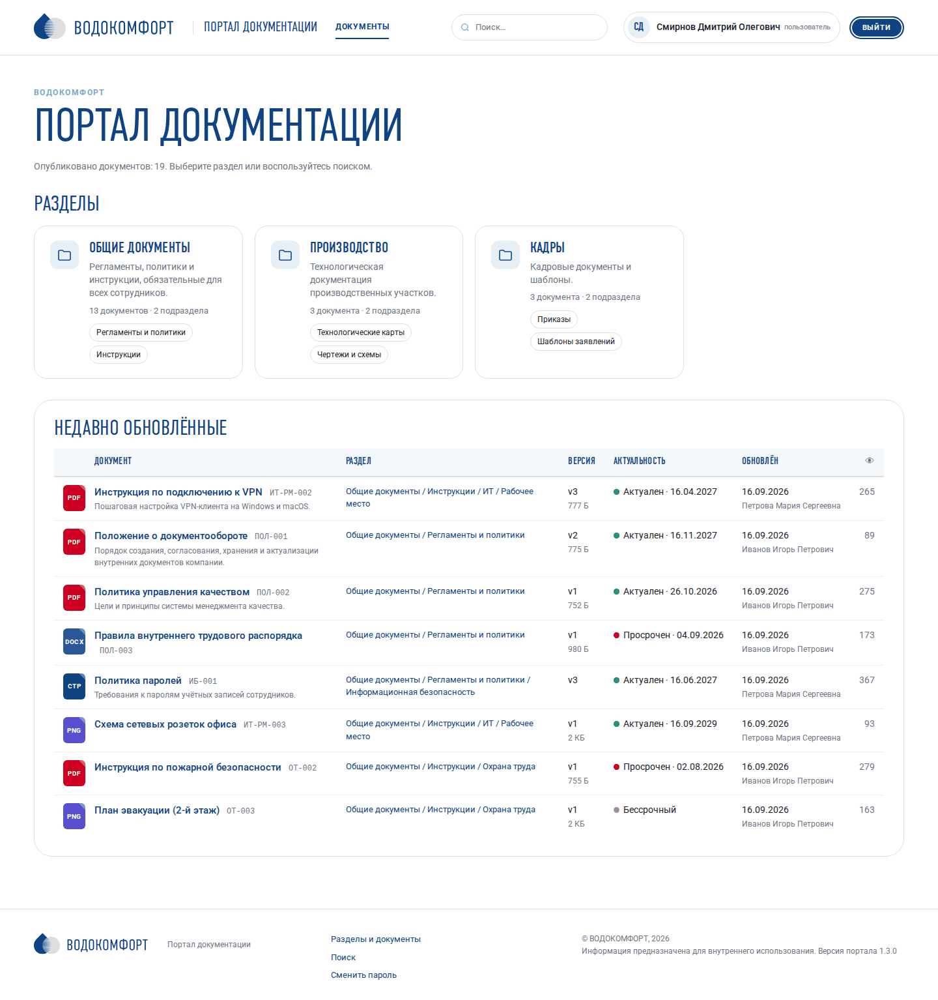 ВОДОКОМФОРТ ПОРТАЛ ДОКУМЕНТАЦИИ ДОКУМЕНТЫ Поиск... СД Смирнов Дмитрий Олегович пользователь ВЫЙТИ
ВОДОКОМФОРТ
ПОРТАЛ ДОКУМЕНТАЦИИ
Опубликовано документов: 19. Выберите раздел или воспользуйтесь поиском.
РАЗДЕЛЫ
ОБЩИЕ ДОКУМЕНТЫ
Регламенты, политики и
инструкции, обязательные для
всех сотрудников.
13 документов · 2 подраздела
Регламенты и политики
Инструкции
ПРОИЗВОДСТВО
Технологическая
документация
производственных участков.
3 документа · 2 подраздела
Технологические карты
Чертежи и схемы
КАДРЫ
Кадровые документы и
шаблоны.
3 документа · 2 подраздела
Приказы
Шаблоны заявлений
НЕДАВНО ОБНОВЛЁННЫЕ
ДОКУМЕНТ РАЗДЕЛ ВЕРСИЯ АКТУАЛЬНОСТЬ ОБНОВЛЁН
PDF Инструкция по подключению к VPN ИТ-РМ-002 Общие документы / Инструкции / ИТ / Рабочее v3 Актуален · 16.04.2027 16.09.2026 265
Пошаговая настройка VPN-клиента на Windows и macOS. место 777 Б Петрова Мария Сергеевна
PDF Положение о документообороте ПОЛ-001 Общие документы / Регламенты и политики v2 Актуален · 16.11.2027 16.09.2026 89
Порядок создания, согласования, хранения и актуализации 775 Б Иванов Игорь Петрович
внутренних документов компании.
PDF Политика управления качеством ПОЛ-002 Общие документы / Регламенты и политики v1 Актуален · 26.10.2026 16.09.2026 275
Цели и принципы системы менеджмента качества. 752 Б Иванов Игорь Петрович
DOCX Правила внутреннего трудового распорядка Общие документы / Регламенты и политики v1 Просрочен · 04.09.2026 16.09.2026 173
ПОЛ-003 980 Б Иванов Игорь Петрович
СТР Политика паролей ИБ-001 Общие документы / Регламенты и политики / v3 Актуален · 16.06.2027 16.09.2026 367
Требования к паролям учётных записей сотрудников. Информационная безопасность Петрова Мария Сергеевна
PNG Схема сетевых розеток офиса ИТ-РМ-003 Общие документы / Инструкции / ИТ / Рабочее v1 Актуален · 16.09.2029 16.09.2026 93
место 2 КБ Петрова Мария Сергеевна
PDF Инструкция по пожарной безопасности ОТ-002 Общие документы / Инструкции / Охрана труда v1 Просрочен · 02.08.2026 16.09.2026 279
755 Б Иванов Игорь Петрович
PNG План эвакуации (2-й этаж) ОТ-003 Общие документы / Инструкции / Охрана труда v1 Бессрочный 16.09.2026 163
2 КБ Иванов Игорь Петрович
ВОДОКОМФОРТ Портал документации
Разделы и документы
Поиск
Сменить пароль
© ВОДОКОМФОРТ, 2026
Информация предназначена для внутреннего использования. Версия портала 1.3.0